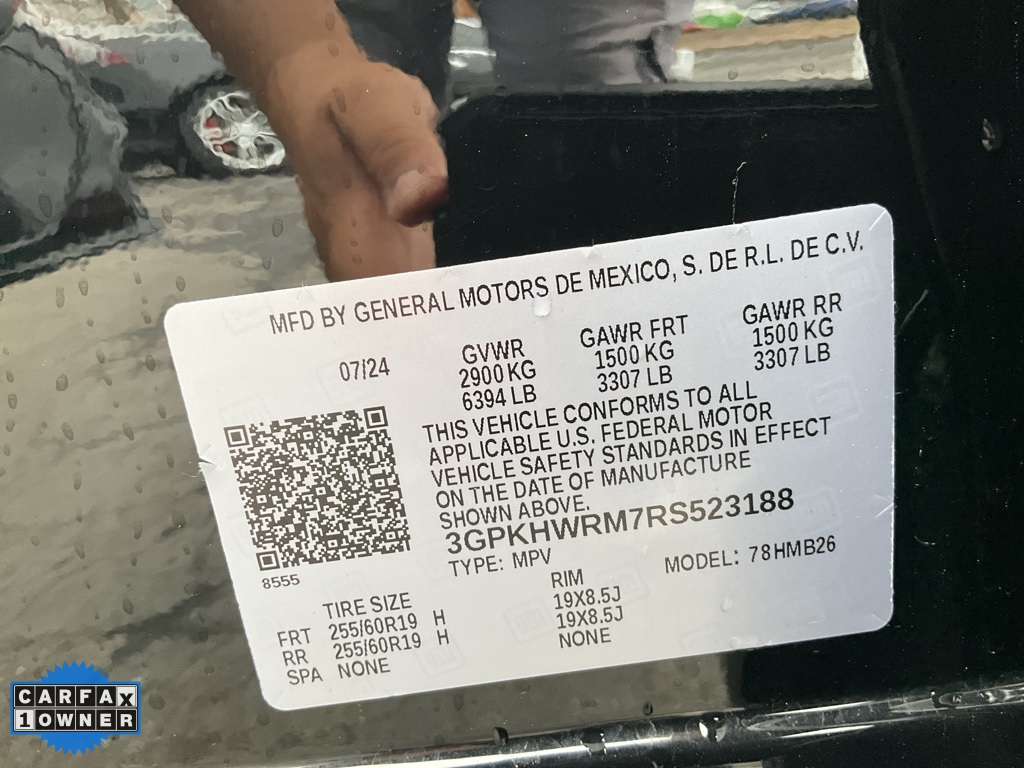 MFD BY GENERAL MOTORS DE MEXICO, S. DE R.L. DE C.V.
07/24
GVWR
2900 KG
6394 LB
GAWR FRT
1500 KG
3307 LB
GAWR RR
1500 KG
3307 LB
THIS VEHICLE CONFORMS TO ALL
APPLICABLE U.S. FEDERAL MOTOR
VEHICLE SAFETY STANDARDS IN EFFECT
ON THE DATE OF MANUFACTURE
SHOWN ABOVE.
3GPKHWRM7RS523188
TYPE: MPV MODEL: 78HMB26
8555
TIRE SIZE RIM
FRT 255/60R19 H 19X8.5J
RR 255/60R19 H 19X8.5J
SPA NONE NONE
CARFAX
1 OWNER